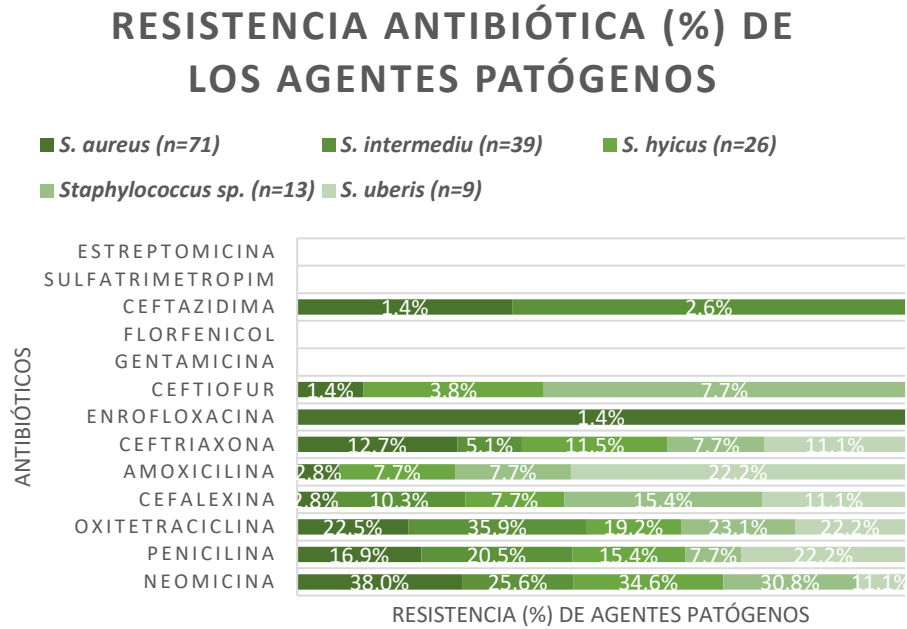 RESISTENCIA ANTIBIÓTICA (%) DE
LOS AGENTES PATÓGENOS
S. aureus (n=71) S. intermediu (n=39) S. hyicus (n=26)
Staphylococcus sp. (n=13) S. uberis (n=9)
ANTIBIÓTICOS
ESTREPTOMICINA
SULFATRIMETROPIM
CEFTAZIDIMA 1.4% 2.6%
FLORFENICOL
GENTAMICINA
CEFTIOFUR 1.4% 3.8% 7.7%
ENROFLOXACINA 1.4%
CEFTRIAXONA 12.7% 5.1% 11.5% 7.7% 11.1%
AMOXICILINA 2.8% 7.7% 7.7% 22.2%
CEFALEXINA 2.8% 10.3% 7.7% 15.4% 11.1%
OXITETRACICLINA 22.5% 35.9% 19.2% 23.1% 22.2%
PENICILINA 16.9% 20.5% 15.4% 7.7% 22.2%
NEOMICINA 38.0% 25.6% 34.6% 30.8% 11.1%
RESISTENCIA (%) DE AGENTES PATÓGENOS